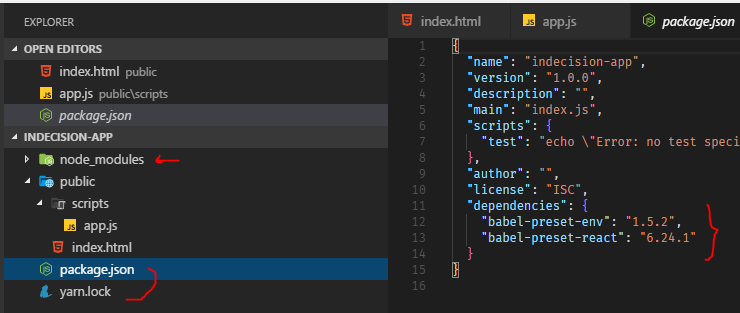 EXPLORER
OPEN EDITORS
index.html public
JS app.js public\scripts
package.json
INDECISION-APP
node_modules
public
scripts
JS app.js
index.html
package.json
yarn.lock
index.html JS app.js package.json
1 {
2 "name": "indecision-app",
3 "version": "1.0.0",
4 "description": "",
5 "main": "index.js",
6 "scripts": {
7 "test": "echo \"Error: no test speci
8 },
9 "author": "",
10 "license": "ISC",
11 "dependencies": {
12 "babel-preset-env": "1.5.2",
13 "babel-preset-react": "6.24.1"
14 }
15 }
16